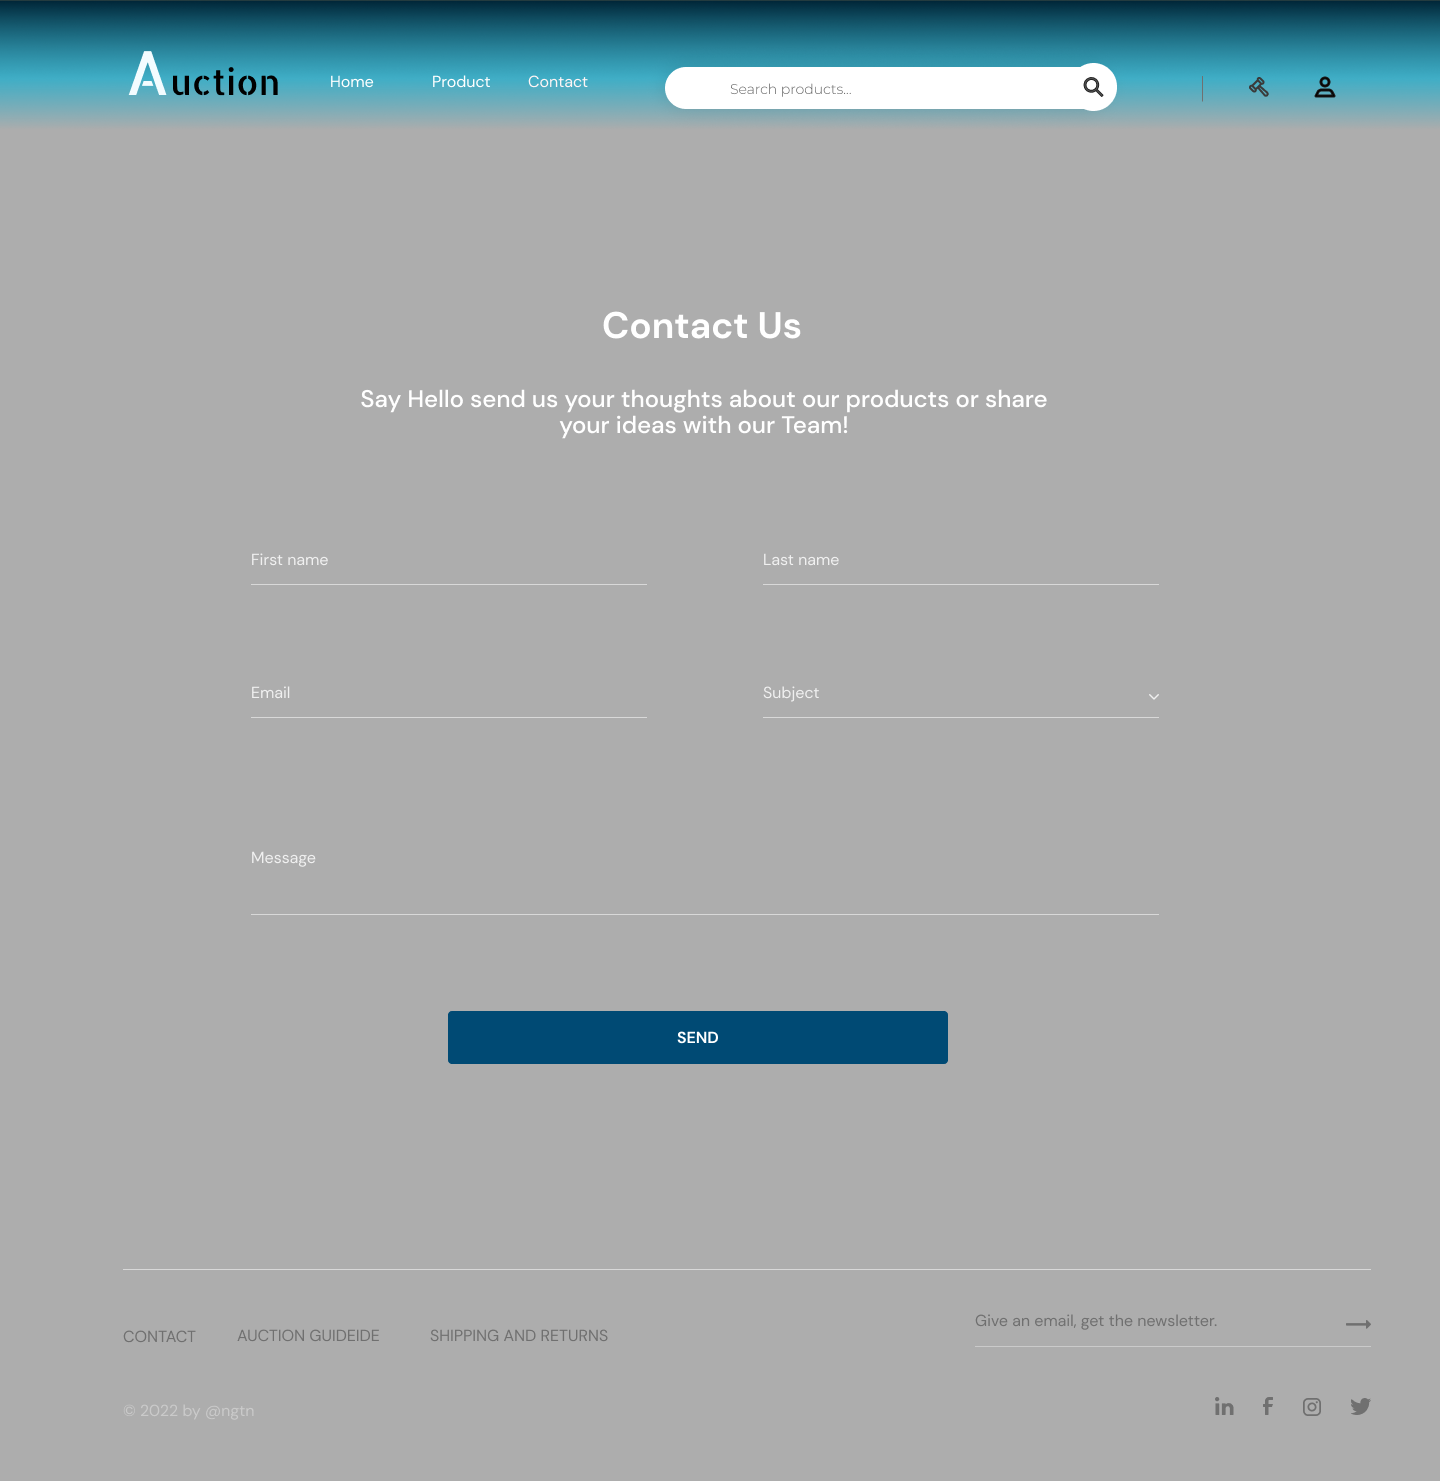 Auction
Home
Product
Contact
Search products...
Contact Us
Say Hello send us your thoughts about our products or share
your ideas with our Team!
First name
Last name
Email
Subject
Message
SEND
CONTACT
AUCTION GUIDEIDE
SHIPPING AND RETURNS
Give an email, get the newsletter.
© 2022 by @ngtn